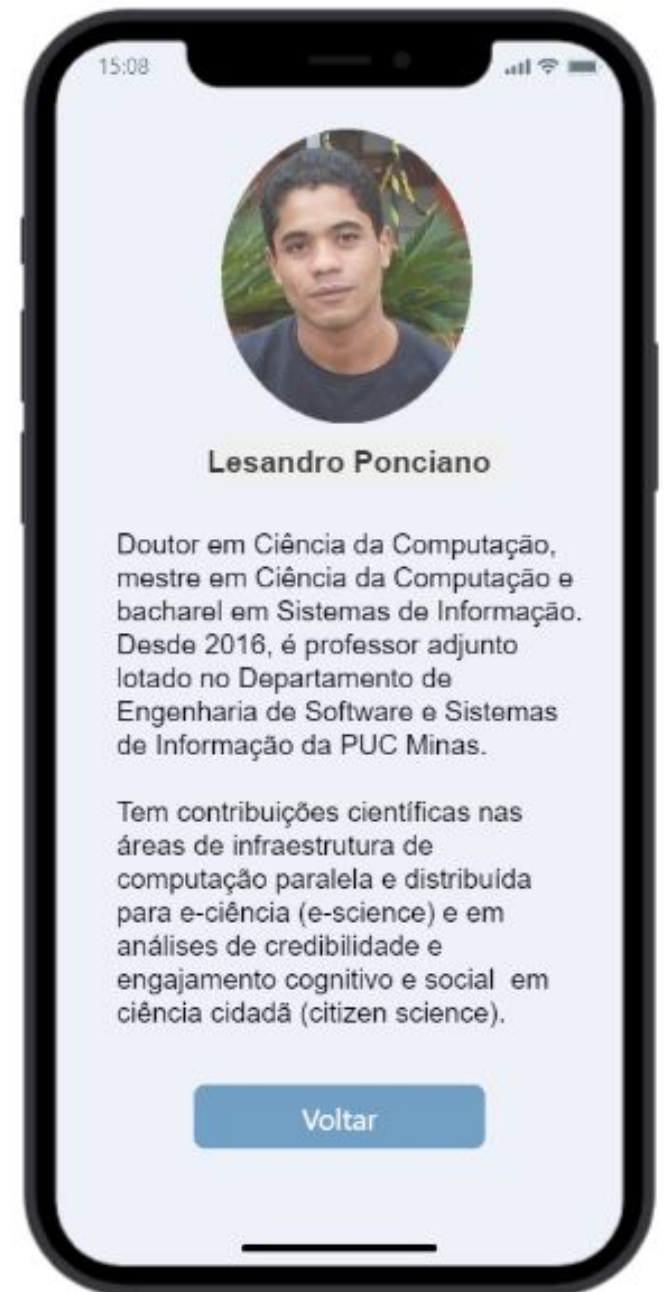 15:08
Lesandro Ponciano
Doutor em Ciência da Computação,
mestre em Ciência da Computação e
bacharel em Sistemas de Informação.
Desde 2016, é professor adjunto
lotado no Departamento de
Engenharia de Software e Sistemas
de Informação da PUC Minas.
Tem contribuições científicas nas
áreas de infraestrutura de
computação paralela e distribuída
para e-ciência (e-science) e em
análises de credibilidade e
engajamento cognitivo e social  em
ciência cidadã (citizen science).
Voltar